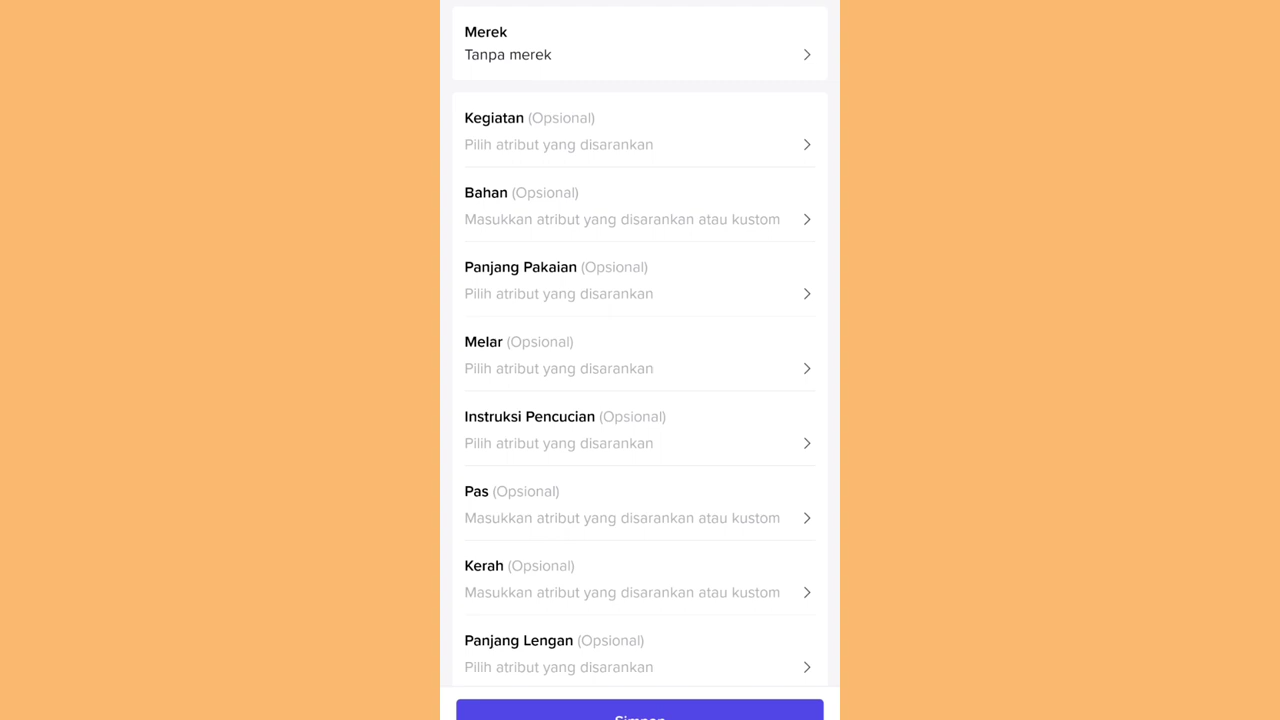 Merek
Tanpa merek
Kegiatan (Opsional)
Pilih atribut yang disarankan
Bahan (Opsional)
Masukkan atribut yang disarankan atau kustom
Panjang Pakaian (Opsional)
Pilih atribut yang disarankan
Melar (Opsional)
Pilih atribut yang disarankan
Instruksi Pencucian (Opsional)
Pilih atribut yang disarankan
Pas (Opsional)
Masukkan atribut yang disarankan atau kustom
Kerah (Opsional)
Masukkan atribut yang disarankan atau kustom
Panjang Lengan (Opsional)
Pilih atribut yang disarankan
Simpan